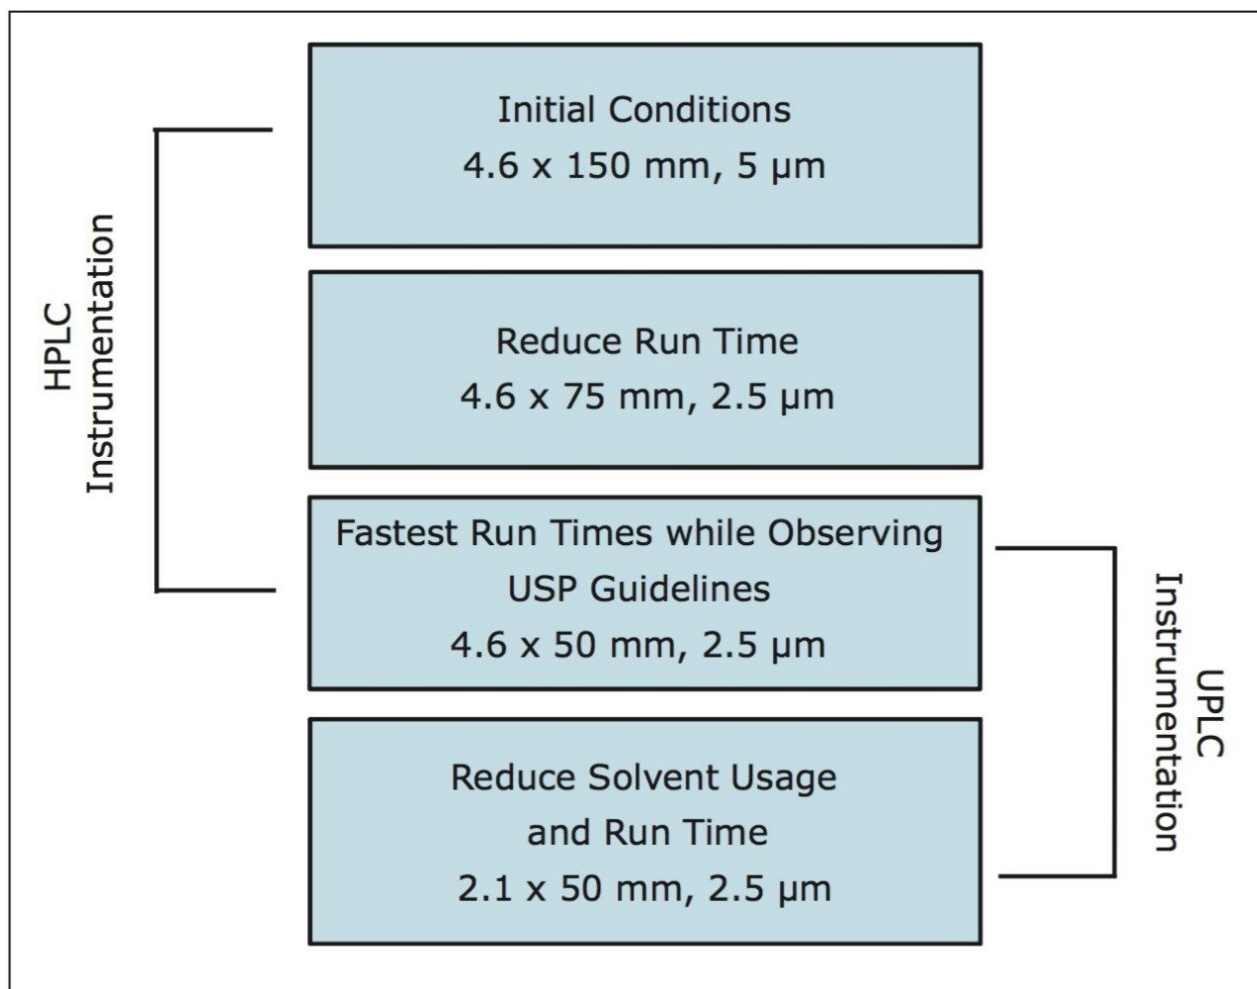 Initial Conditions
4.6 x 150 mm, 5 µm
HPLC
Instrumentation
Reduce Run Time
4.6 x 75 mm, 2.5 µm
Fastest Run Times while Observing
USP Guidelines
4.6 x 50 mm, 2.5 µm
UPLC
Instrumentation
Reduce Solvent Usage
and Run Time
2.1 x 50 mm, 2.5 µm